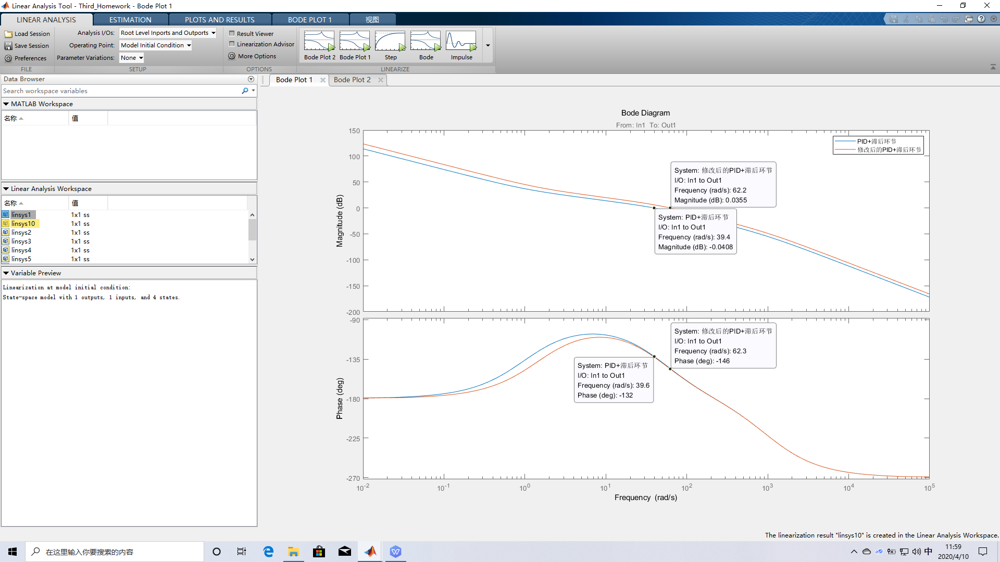 Linear Analysis Tool - Third_Homework - Bode Plot 1
LINEAR ANALYSIS
ESTIMATION
PLOTS AND RESULTS
BODE PLOT 1
视图
Load Session
Save Session
Preferences
FILE
Analysis I/Os: Root Level Inports and Outports
Operating Point: Model Initial Condition
Parameter Variations: None
SETUP
Result Viewer
Linearization Advisor
More Options
OPTIONS
Bode Plot 2
Bode Plot 1
Step
Bode
Impulse
LINEARIZE
Data Browser
Search workspace variables
MATLAB Workspace
名称 值
Linear Analysis Workspace
名称 值
linsys1 1x1 ss
linsys10 1x1 ss
linsys2 1x1 ss
linsys3 1x1 ss
linsys4 1x1 ss
linsys5 1x1 ss
Variable Preview
Linearization at model initial condition:
State-space model with 1 outputs, 1 inputs, and 4 states.
Bode Plot 1
Bode Plot 2
Bode Diagram
From: In1 To: Out1
PID+滞后环节
修改后的PID+滞后环节
Magnitude (dB)
150
100
50
0
-50
-100
-150
-200
System: 修改后的PID+滞后环节
I/O: In1 to Out1
Frequency (rad/s): 62.2
Magnitude (dB): 0.0355
System: PID+滞后环节
I/O: In1 to Out1
Frequency (rad/s): 39.4
Magnitude (dB): -0.0408
Phase (deg)
-90
-135
-180
-225
-270
System: 修改后的PID+滞后环节
I/O: In1 to Out1
Frequency (rad/s): 62.3
Phase (deg): -146
System: PID+滞后环节
I/O: In1 to Out1
Frequency (rad/s): 39.6
Phase (deg): -132
10^-2 10^-1 10^0 10^1 10^2 10^3 10^4 10^5
Frequency (rad/s)
The linearization result "linsys10" is created in the Linear Analysis Workspace.
在这里输入你要搜索的内容
中
11:59
2020/4/10